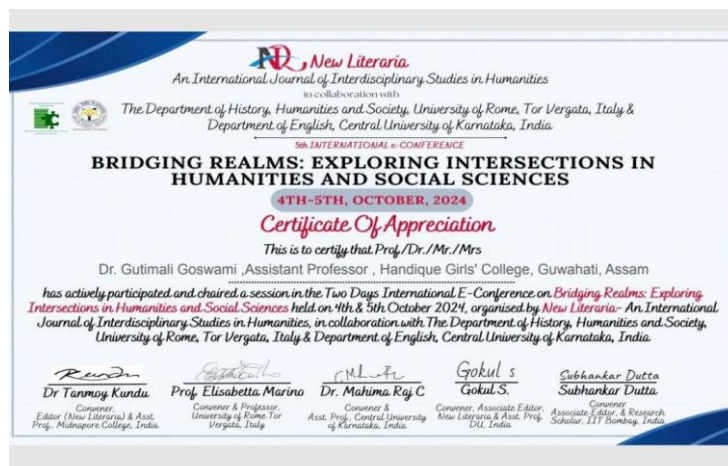 New Literaria
An International Journal of Interdisciplinary Studies in Humanities
in collaboration with
The Department of History, Humanities and Society, University of Rome, Tor Vergata, Italy &
Department of English, Central University of Karnataka, India
5th INTERNATIONAL e-CONFERENCE
BRIDGING REALMS: EXPLORING INTERSECTIONS IN
HUMANITIES AND SOCIAL SCIENCES
4TH-5TH, OCTOBER, 2024
Certificate Of Appreciation
This is to certify that Prof./Dr./Mr./Mrs
Dr. Gutimali Goswami ,Assistant Professor , Handique Girls' College, Guwahati, Assam
has actively participated and chaired a session in the Two Days International E-Conference on Bridging Realms: Exploring
Intersections in Humanities and Social Sciences held on 4th & 5th October 2024, organised by New Literaria- An International
Journal of Interdisciplinary Studies in Humanities, in collaboration with The Department of History, Humanities and Society,
University of Rome, Tor Vergata, Italy & Department of English, Central University of Karnataka, India
Gokul s
Subhankar Dutta
Dr Tanmoy Kundu
Prof. Elisabetta Marino
Dr. Mahima Raj C
Gokul S.
Subhankar Dutta
Convener,
Editor (New Literaria) & Asst.
Prof., Midnapore College, India
Convener & Professor,
University of Rome Tor
Vergata, Italy
Convener &
Asst. Prof., Central University
of Karnataka, India
Convener, Associate Editor,
New Literaria & Asst. Prof.
DU, India
Convener
Associate Editor, & Research
Scholar, IIT Bombay, India